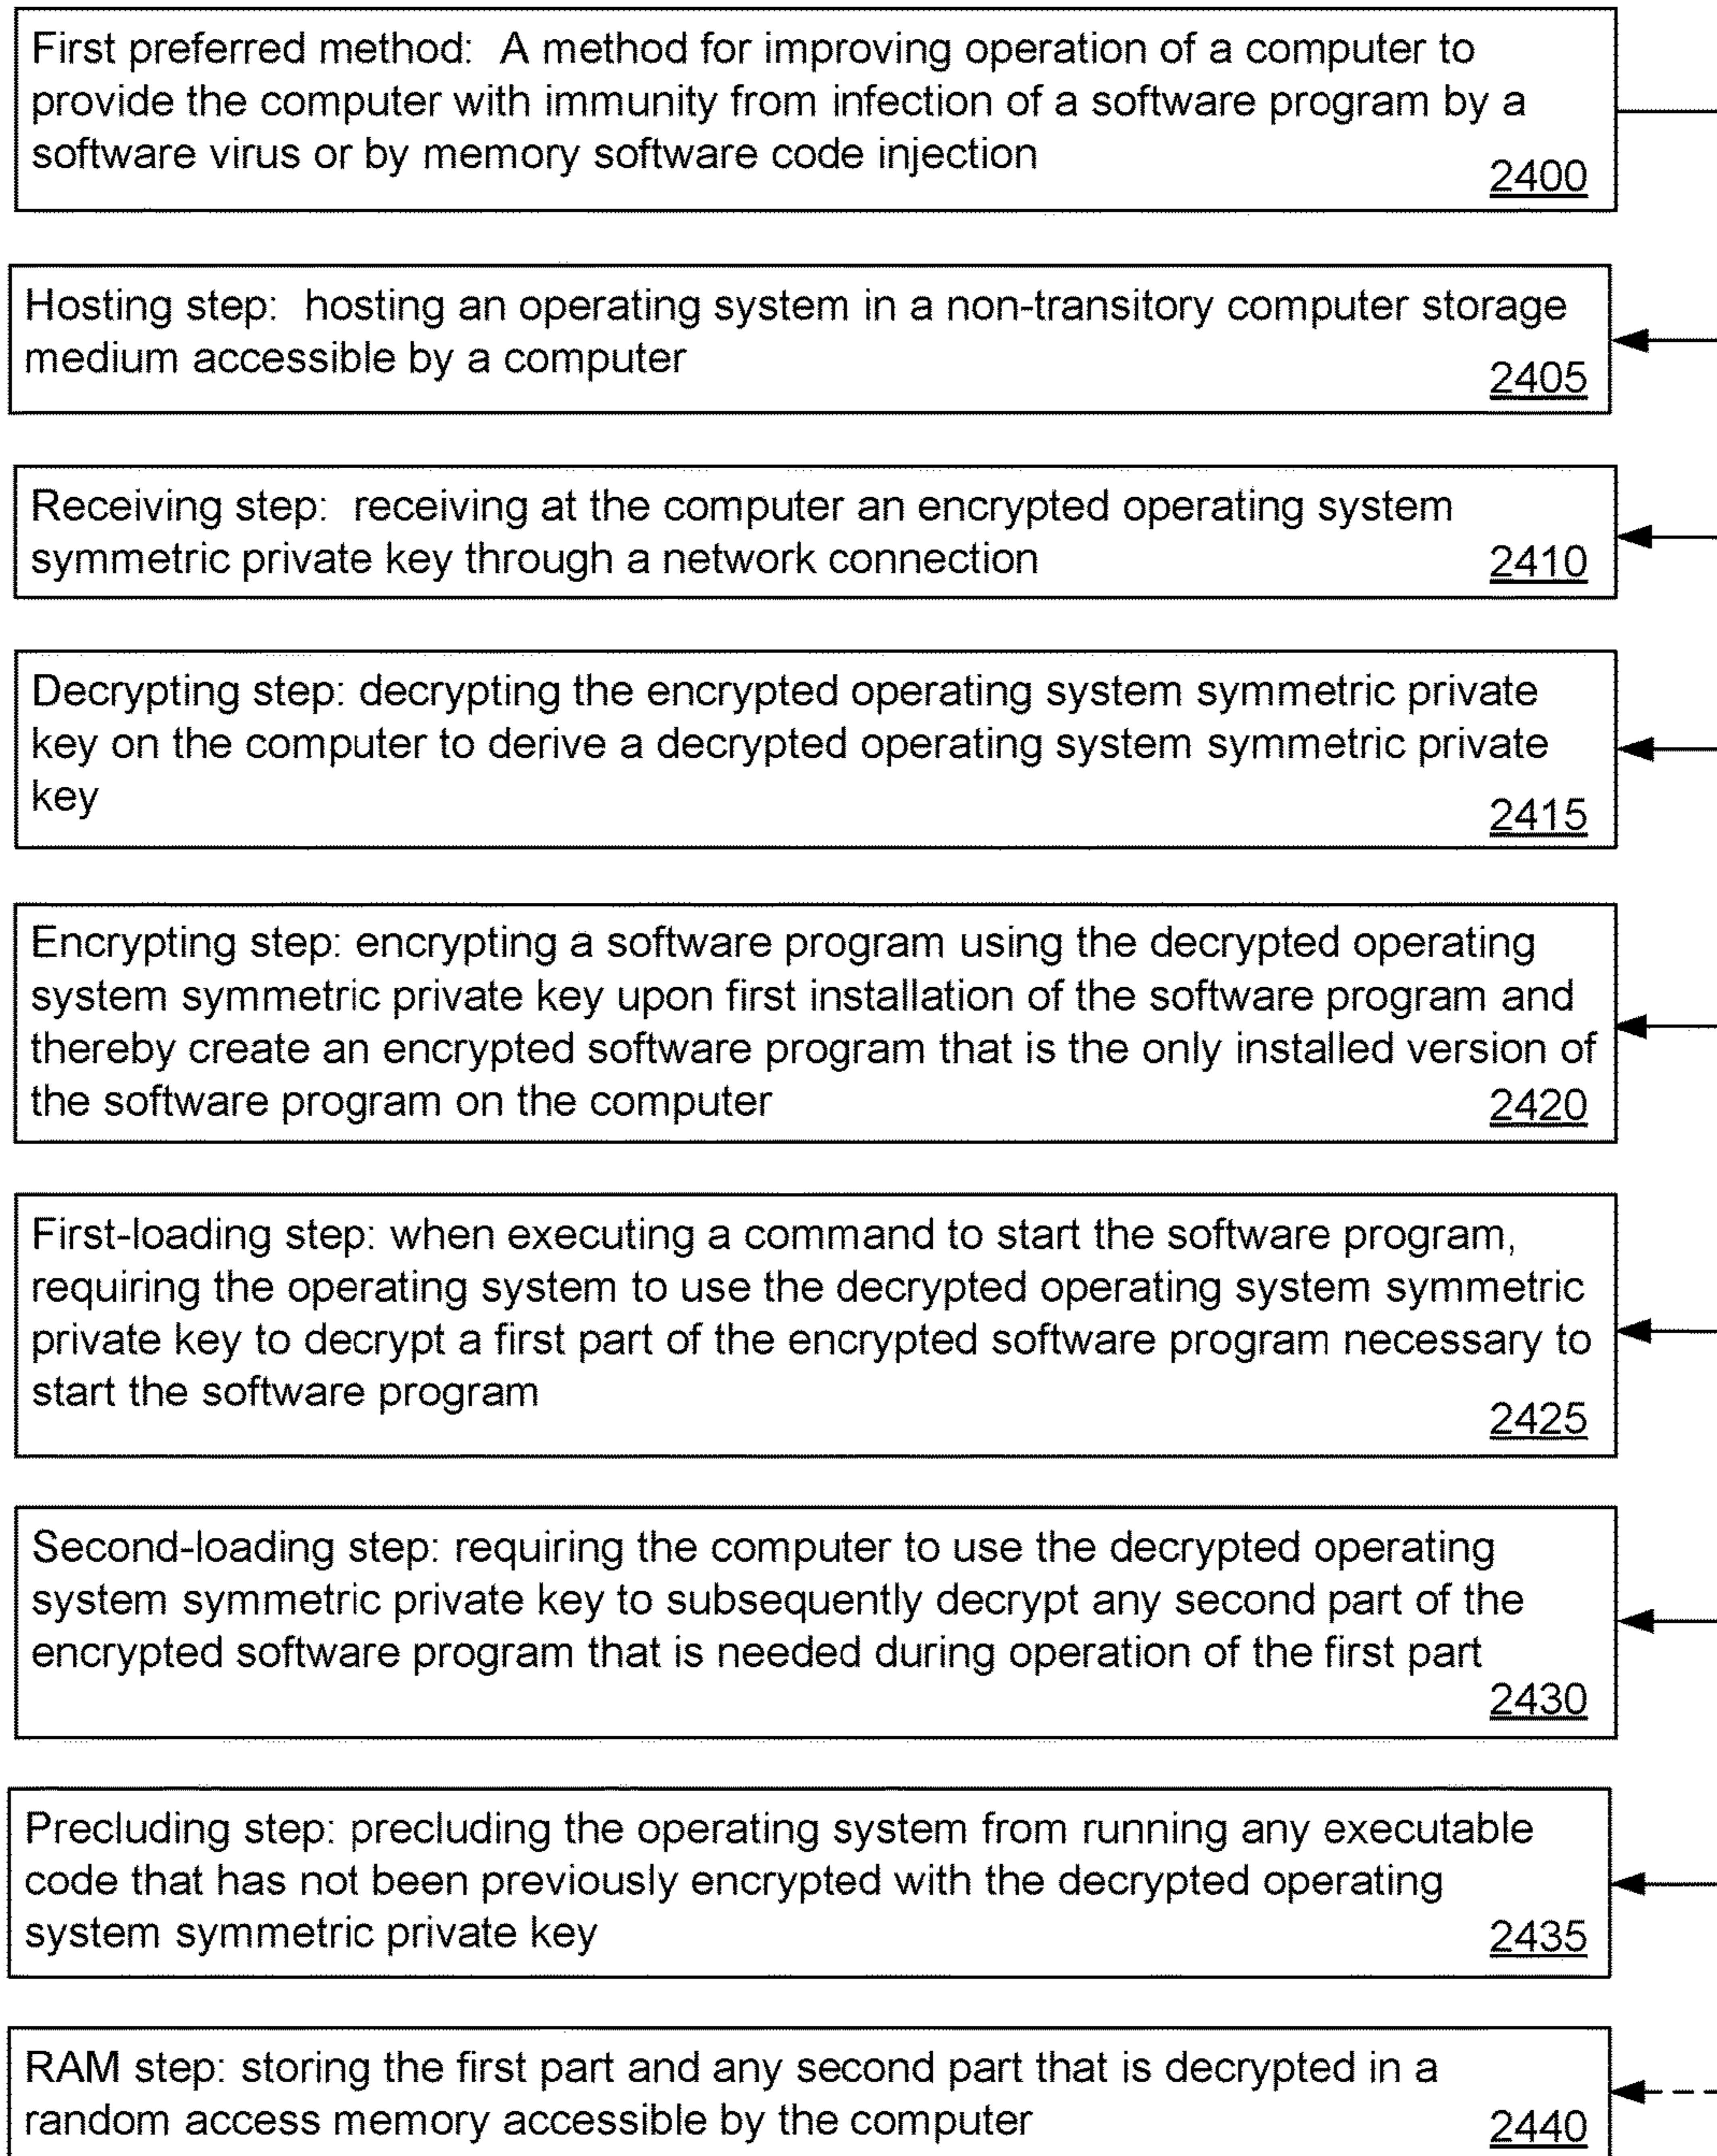 First preferred method:  A method for improving operation of a computer to
provide the computer with immunity from infection of a software program by a
software virus or by memory software code injection
2400
Hosting step:  hosting an operating system in a non-transitory computer storage
medium accessible by a computer
2405
Receiving step:  receiving at the computer an encrypted operating system
symmetric private key through a network connection 2410
Decrypting step: decrypting the encrypted operating system symmetric private
key on the computer to derive a decrypted operating system symmetric private
key 2415
Encrypting step: encrypting a software program using the decrypted operating
system symmetric private key upon first installation of the software program and
thereby create an encrypted software program that is the only installed version of
the software program on the computer 2420
First-loading step: when executing a command to start the software program,
requiring the operating system to use the decrypted operating system symmetric
private key to decrypt a first part of the encrypted software program necessary to
start the software program
2425
Second-loading step: requiring the computer to use the decrypted operating
system symmetric private key to subsequently decrypt any second part of the
encrypted software program that is needed during operation of the first part
2430
Precluding step: precluding the operating system from running any executable
code that has not been previously encrypted with the decrypted operating
system symmetric private key 2435
RAM step: storing the first part and any second part that is decrypted in a
random access memory accessible by the computer 2440